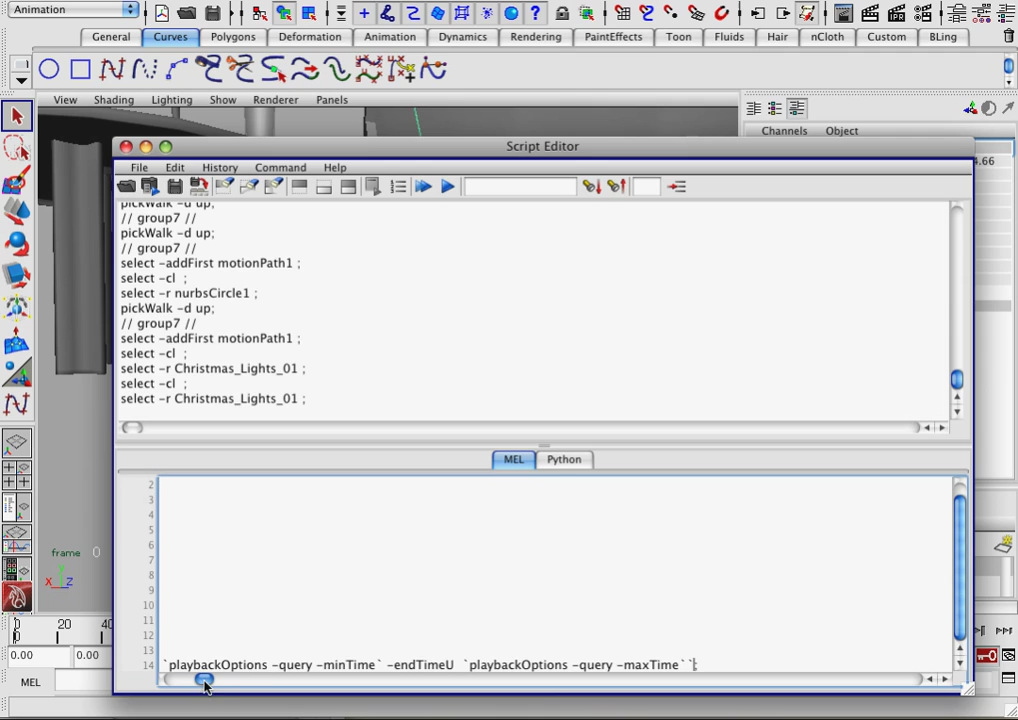 Animation
General Curves Polygons Deformation Animation Dynamics Rendering PaintEffects Toon Fluids Hair nCloth Custom BLing
View Shading Lighting Show Renderer Panels
Channels Object
Script Editor
.66
File Edit History Command Help
pickWalk -d up;
// group7 //
pickWalk -d up;
// group7 //
select -addFirst motionPath1 ;
select -cl  ;
select -r nurbsCircle1 ;
pickWalk -d up;
// group7 //
select -addFirst motionPath1 ;
select -cl  ;
select -r Christmas_Lights_01 ;
select -cl  ;
select -r Christmas_Lights_01 ;
MEL Python
2
3
4
5
6
7
8
9
10
11
12
13
14 `playbackOptions -query -minTime` -endTimeU  `playbackOptions -query -maxTime``;
frame 0
X Z
0 20 40
0.00 0.00
MEL